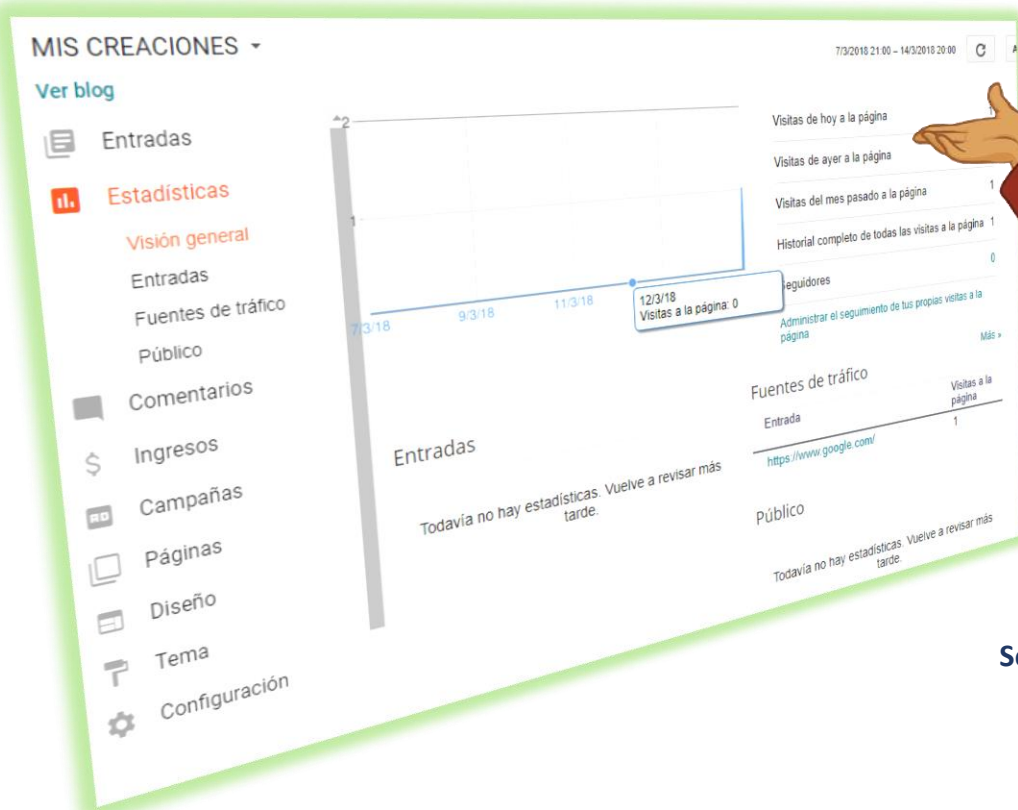 MIS CREACIONES
Ver blog
Entradas
Estadísticas
Visión general
Entradas
Fuentes de tráfico
Público
Comentarios
Ingresos
Campañas
Páginas
Diseño
Tema
Configuración
2
1
7/3/18
9/3/18
11/3/18
12/3/18
Visitas a la página: 0
Entradas
Todavía no hay estadísticas. Vuelve a revisar más
tarde.
7/3/2018 21:00 – 14/3/2018 20:00
Visitas de hoy a la página 1
Visitas de ayer a la página
Visitas del mes pasado a la página 1
Historial completo de todas las visitas a la página 1
Seguidores 0
Administrar el seguimiento de tus propias visitas a la
página
Más »
Fuentes de tráfico
Entrada
Visitas a la
página
https://www.google.com/ 1
Público
Todavía no hay estadísticas. Vuelve a revisar más
tarde.